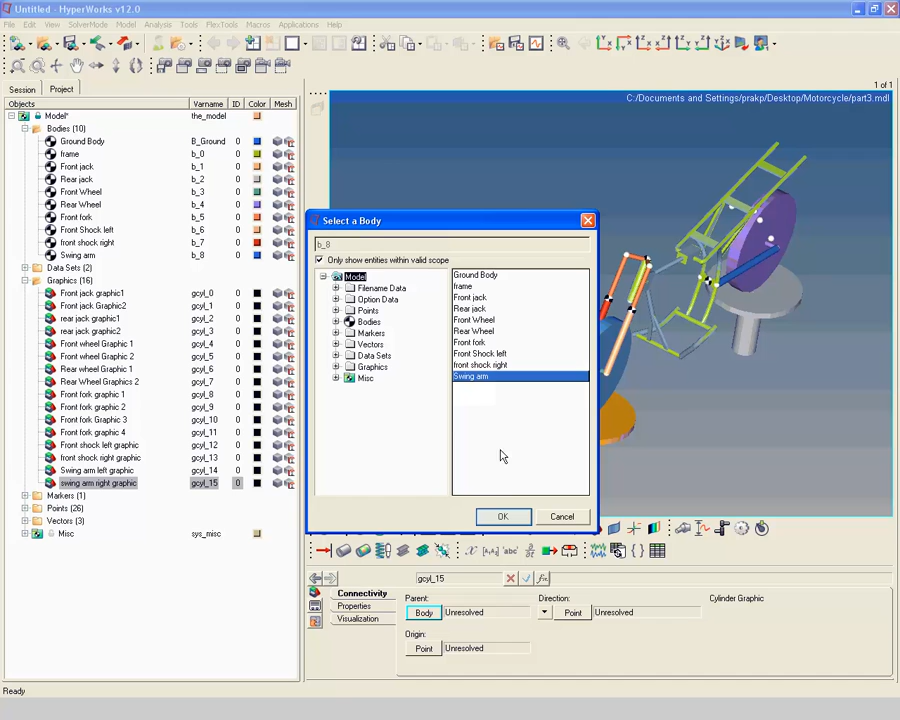 Untitled - HyperWorks v12.0
File Edit View SolverMode Model Analysis Tools FlexTools Macros Applications Help
Session Project
1 of 1
Objects Varname ID Color Mesh
C:/Documents and Settings/prakp/Desktop/Motorcycle/part3.mdl
Model* the_model
Bodies (10)
Ground Body B_Ground 0
frame b_0 0
Front jack b_1 0
Rear jack b_2 0
Front Wheel b_3 0
Rear Wheel b_4 0
Front fork b_5 0
Front Shock left b_6 0
front shock right b_7 0
Swing arm b_8 0
Data Sets (2)
Graphics (16)
Front jack graphic1 gcyl_0 0
Front jack Graphic2 gcyl_1 0
rear jack graphic1 gcyl_2 0
rear jack graphic2 gcyl_3 0
Front wheel Graphic 1 gcyl_4 0
Front wheel Graphic 2 gcyl_5 0
Rear wheel Graphic 1 gcyl_6 0
Rear Wheel Graphics 2 gcyl_7 0
Front fork graphic 1 gcyl_8 0
Front fork graphic 2 gcyl_9 0
Front fork Graphic 3 gcyl_10 0
Front fork graphic 4 gcyl_11 0
Front shock left graphic gcyl_12 0
front shock right graphic gcyl_13 0
Swing arm left graphic gcyl_14 0
swing arm right graphic gcyl_15 0
Markers (1)
Points (26)
Vectors (3)
Misc sys_misc
Select a Body
b_8
Only show entities within valid scope
Model
Filename Data
Option Data
Points
Bodies
Markers
Vectors
Data Sets
Graphics
Misc
Ground Body
frame
Front jack
Rear jack
Front Wheel
Rear Wheel
Front fork
Front Shock left
front shock right
Swing arm
OK Cancel
gcyl_15
Connectivity
Properties
Visualization
Parent: Direction: Cylinder Graphic
Body Unresolved Point Unresolved
Origin:
Point Unresolved
Ready